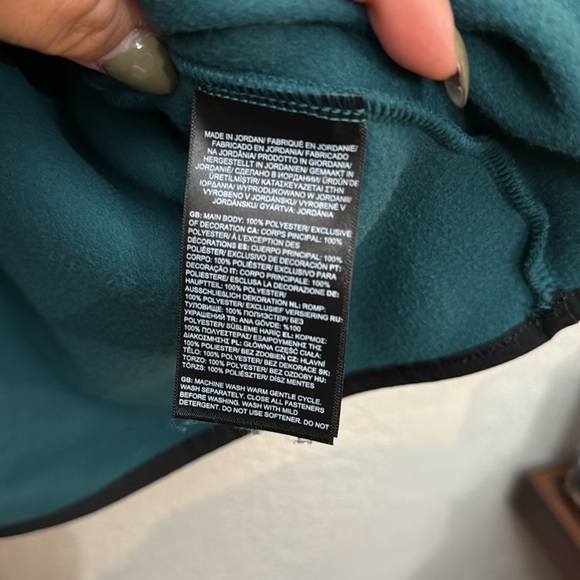 MADE IN JORDAN/ FABRIQUÉ EN JORDANIE/
FABRICADO EN JORDANIA/ FABRICADO
NA JORDÂNIA/ PRODOTTO IN GIORDANIA/
HERGESTELLT IN JORDANIEN/ GEMAAKT IN
JORDANIË/ СДЕЛАНО В ИОРДАНИИ/ ÜRDÜN'DE
ÜRETİLMİŞTİR/ ΚΑΤΑΣΚΕΥΑΖΕΤΑΙ ΣΤΗΝ
ΙΟΡΔΑΝΙΑ/ WYPRODUKOWANO W JORDANII/
VYROBENO V JORDÁNSKU/ VYROBENÉ V
JORDÁNSKU/ GYÁRTVA: JORDÁNIA
GB: MAIN BODY: 100% POLYESTER/ EXCLUSIVE
OF DECORATION CA: CORPS PRINCIPAL: 100%
POLYESTER/ À L'EXCEPTION DES
DÉCORATIONS ES: CUERPO PRINCIPAL: 100%
POLIÉSTER/ EXCLUSIVO DE DECORACIÓN PT:
CORPO: 100% POLIÉSTER/ EXCLUSIVO PARA
DECORAÇÃO IT: CORPO PRINCIPALE: 100%
POLIESTERE/ ESCLUSA LA DECORAZIONE DE:
HAUPTTEIL: 100% POLYESTER/
AUSSCHLIESSLICH DEKORATION NL: ROMP:
100% POLYESTER/ EXCLUSIEF VERSIERING RU:
ТУЛОВИЩЕ: 100% ПОЛИЭСТЕР/ БЕЗ
УКРАШЕНИЙ TR: ANA GÖVDE: %100
POLYESTER/ SÜSLEME HARİÇ EL: ΚΟΡΜΟΣ:
100% ΠΟΛΥΕΣΤΕΡΑΣ/ ΕΞΑΙΡΟΥΜΕΝΗΣ ΤΗΣ
ΔΙΑΚΟΣΜΗΣΗΣ PL: GŁÓWNA CZĘŚĆ CIAŁA:
100% POLIESTER/ BEZ ZDOBIEŃ CZ: HLAVNÍ
TĚLO: 100% POLYESTER/ BEZ DEKORACE SK:
TORZO: 100% POLYESTER/ BEZ OZDOBY HU:
TÖRZS: 100% POLIÉSZTER/ DÍSZ MENTES
GB: MACHINE WASH WARM GENTLE CYCLE.
WASH SEPARATELY. CLOSE ALL FASTENERS
BEFORE WASHING. WASH WITH MILD
DETERGENT. DO NOT USE SOFTENER. DO NOT